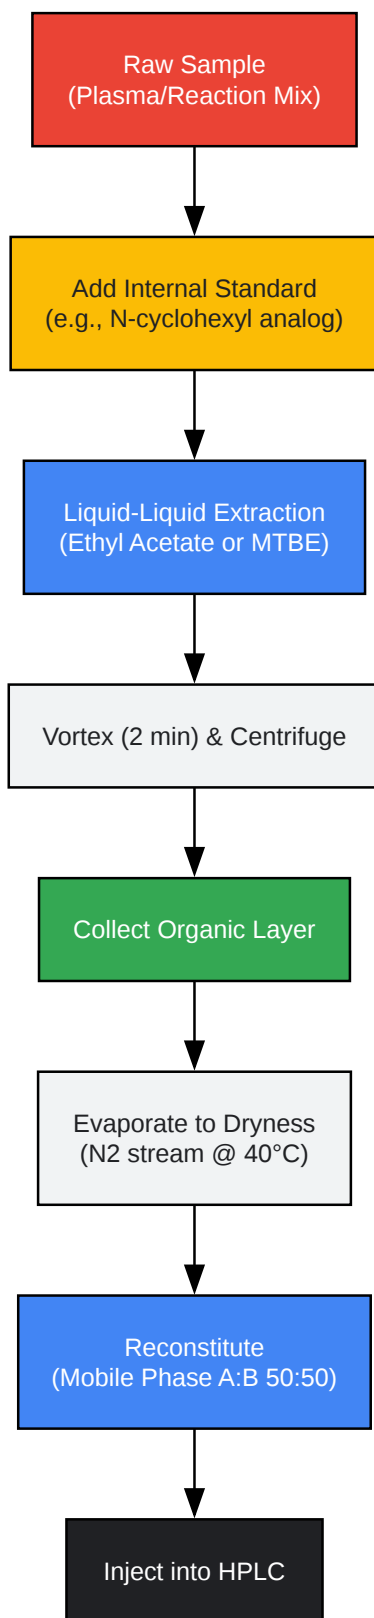 Raw Sample
(Plasma/Reaction Mix)
Add Internal Standard
(e.g., N-cyclohexyl analog)
Liquid-Liquid Extraction
(Ethyl Acetate or MTBE)
Vortex (2 min) & Centrifuge
Collect Organic Layer
Evaporate to Dryness
(N2 stream @ 40°C)
Reconstitute
(Mobile Phase A:B 50:50)
Inject into HPLC